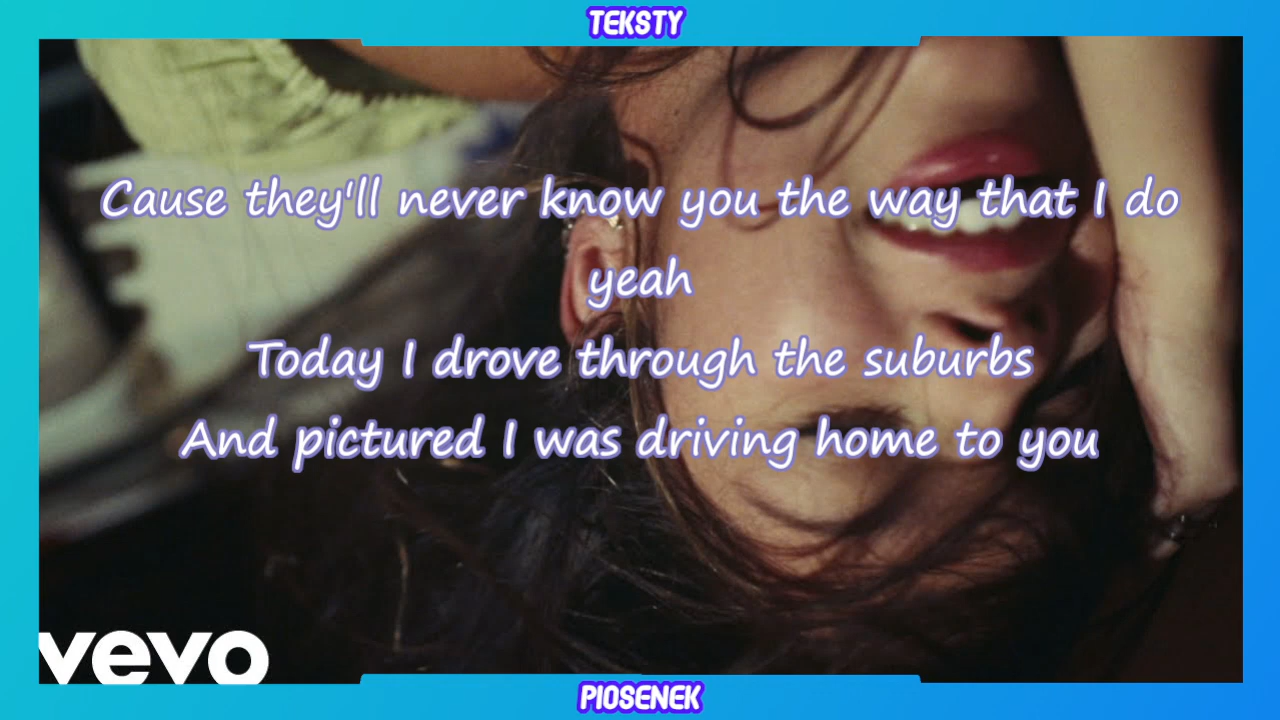 TEKSTY
Cause they'll never know you the way that I do
yeah
Today I drove through the suburbs
And pictured I was driving home to you
vevo
PIOSENEK